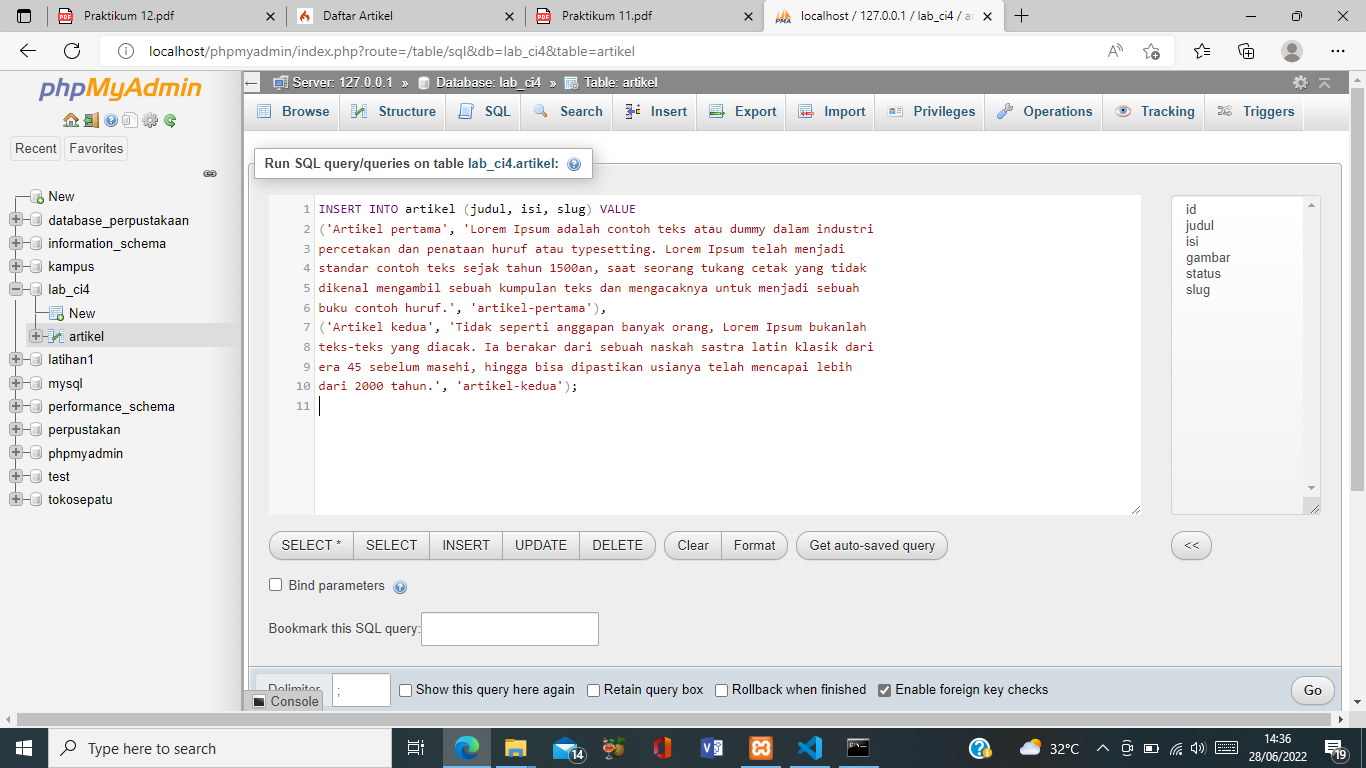 Praktikum 12.pdf
Daftar Artikel
Praktikum 11.pdf
localhost / 127.0.0.1 / lab_ci4 / ar
localhost/phpmyadmin/index.php?route=/table/sql&db=lab_ci4&table=artikel
phpMyAdmin
Recent
Favorites
New
database_perpustakaan
information_schema
kampus
lab_ci4
New
artikel
latihan1
mysql
performance_schema
perpustakan
phpmyadmin
test
tokosepatu
Server: 127.0.0.1 » Database: lab_ci4 » Table: artikel
Browse Structure SQL Search Insert Export Import Privileges Operations Tracking Triggers
Run SQL query/queries on table lab_ci4.artikel:
1 INSERT INTO artikel (judul, isi, slug) VALUE
2 ('Artikel pertama', 'Lorem Ipsum adalah contoh teks atau dummy dalam industri
3 percetakan dan penataan huruf atau typesetting. Lorem Ipsum telah menjadi
4 standar contoh teks sejak tahun 1500an, saat seorang tukang cetak yang tidak
5 dikenal mengambil sebuah kumpulan teks dan mengacaknya untuk menjadi sebuah
6 buku contoh huruf.', 'artikel-pertama'),
7 ('Artikel kedua', 'Tidak seperti anggapan banyak orang, Lorem Ipsum bukanlah
8 teks-teks yang diacak. Ia berakar dari sebuah naskah sastra latin klasik dari
9 era 45 sebelum masehi, hingga bisa dipastikan usianya telah mencapai lebih
10 dari 2000 tahun.', 'artikel-kedua');
11
id
judul
isi
gambar
status
slug
SELECT * SELECT INSERT UPDATE DELETE Clear Format Get auto-saved query <<
Bind parameters
Bookmark this SQL query:
Delimiter ; Show this query here again Retain query box Rollback when finished Enable foreign key checks Go
Console
Type here to search
14
32°C
14:36
28/06/2022
19